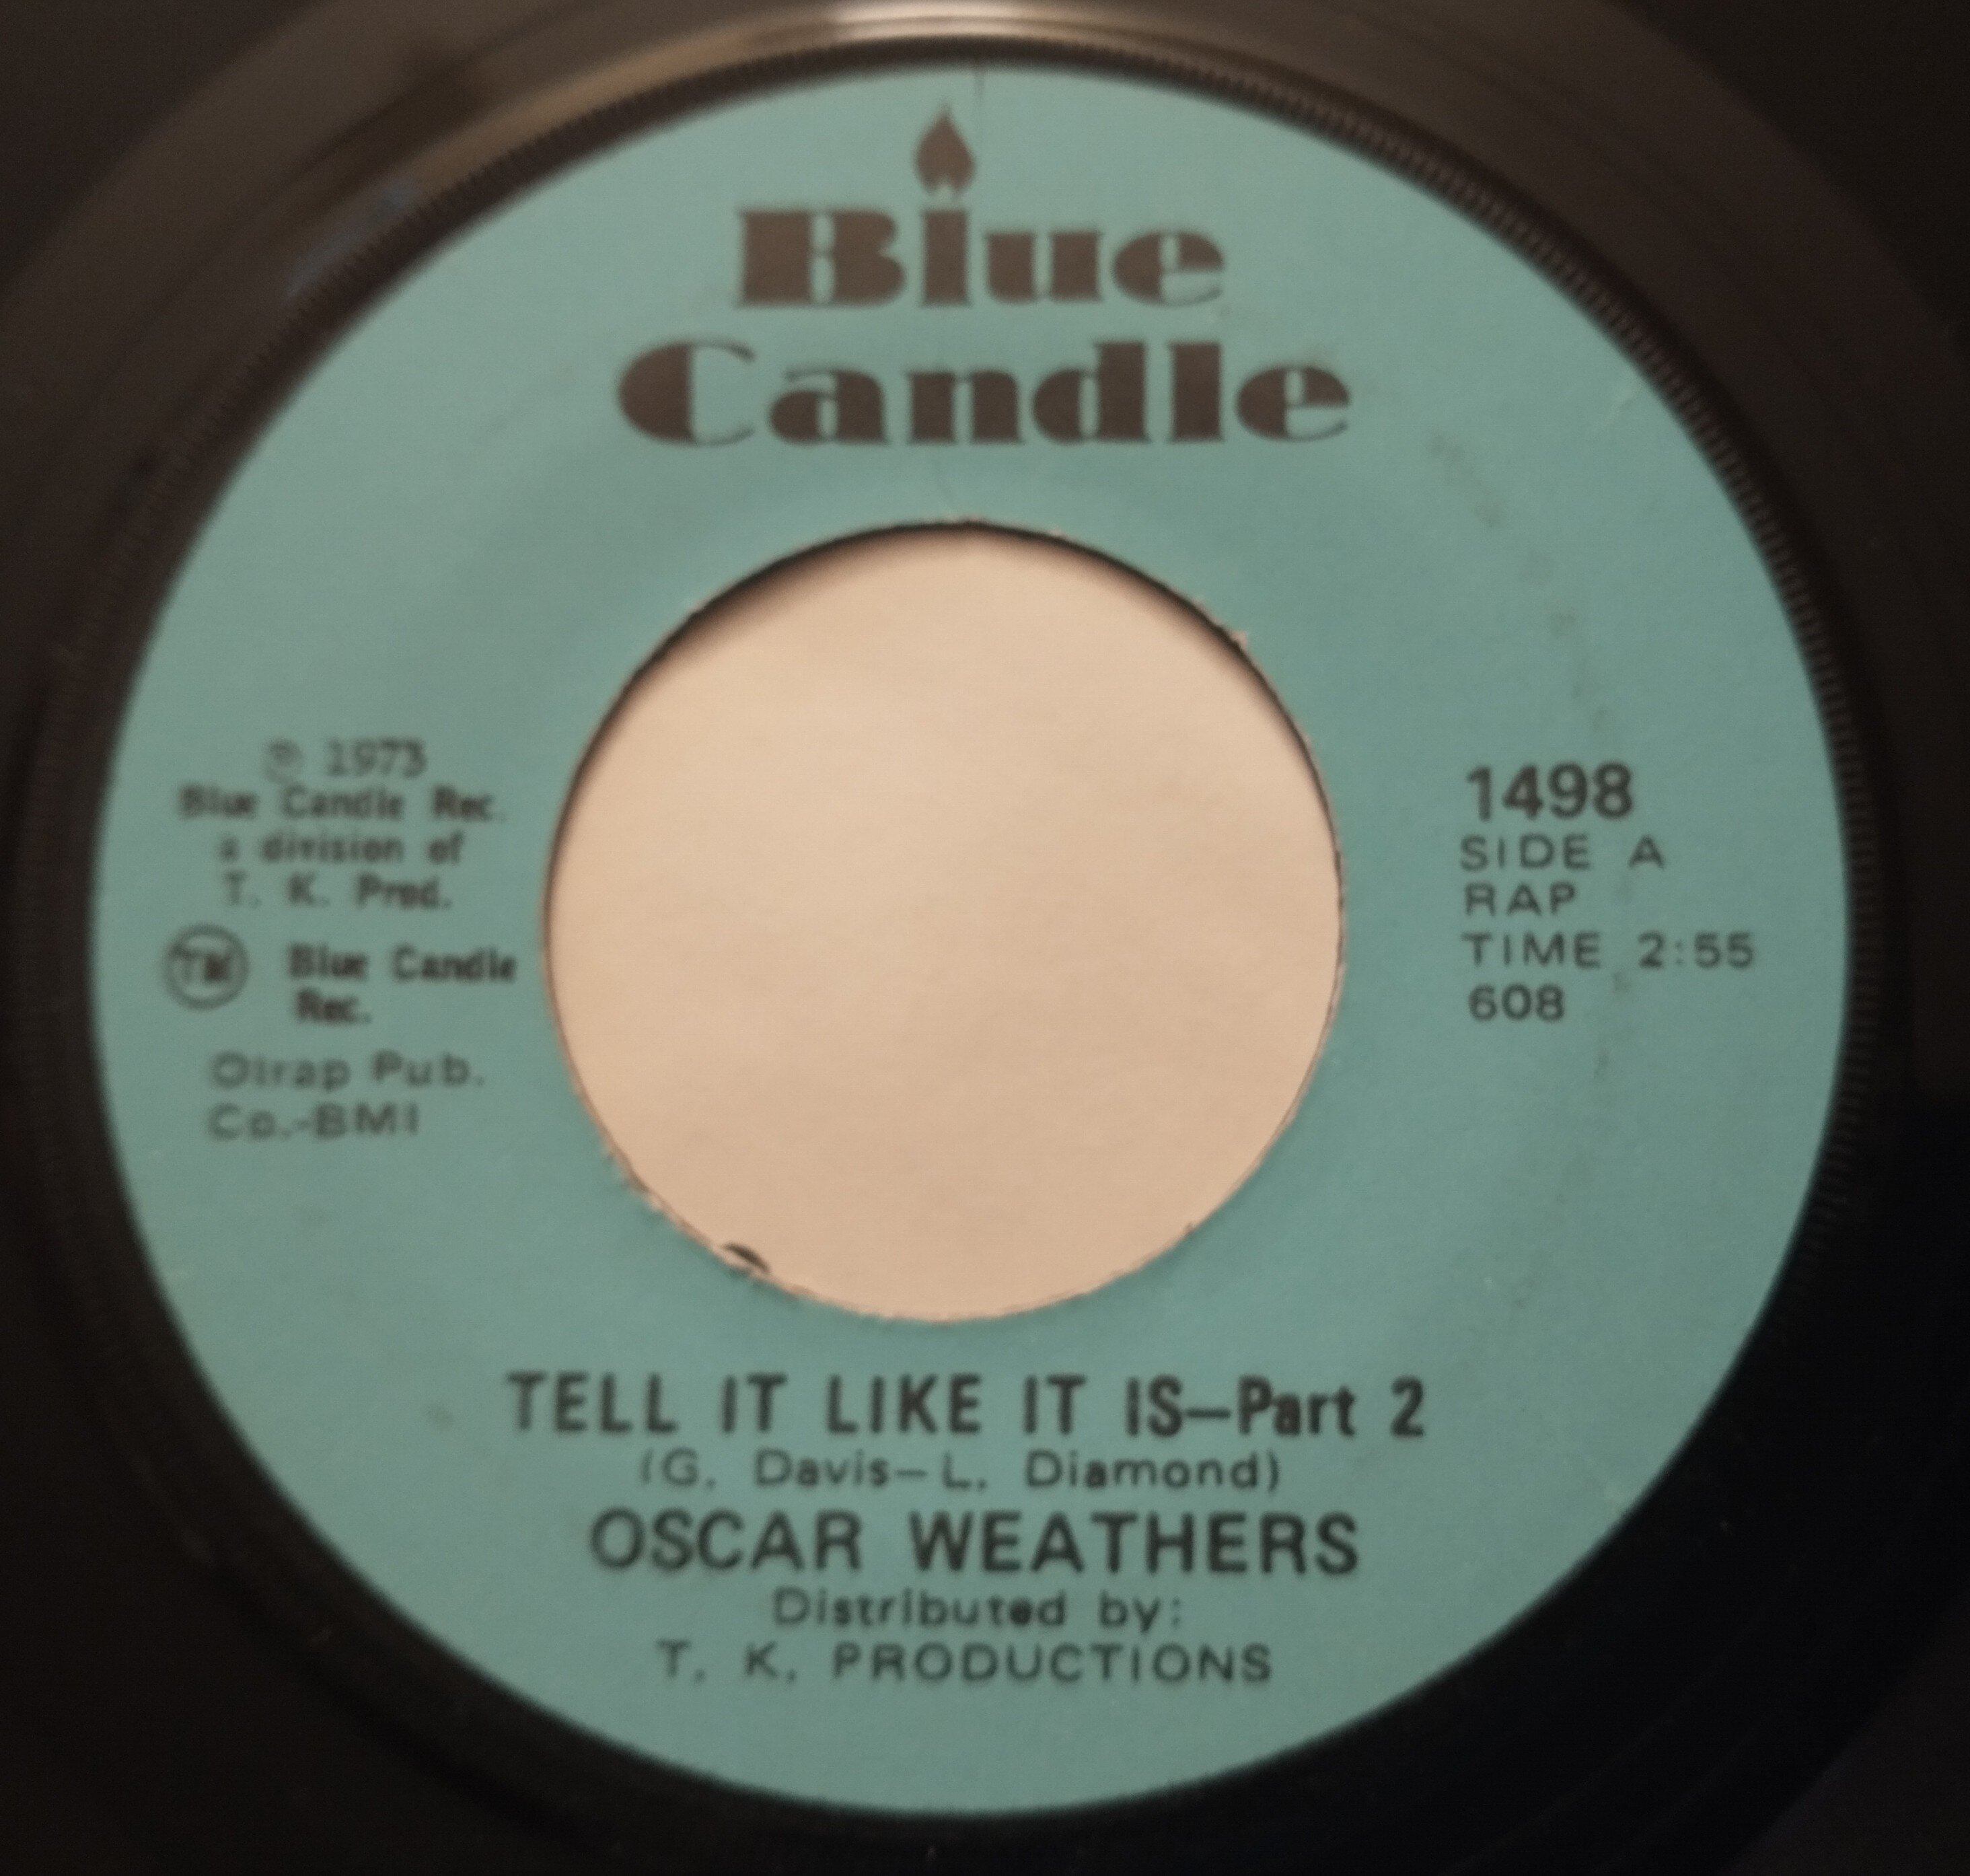 Blue
Candle
℗ 1973
Blue Candle Rec.
a division of
T. K. Prod.
TM Blue Candle
Rec.
Dirap Pub.
Co.-BMI
1498
SIDE A
RAP
TIME 2:55
608
TELL IT LIKE IT IS—Part 2
(G. Davis—L. Diamond)
OSCAR WEATHERS
Distributed by:
T. K. PRODUCTIONS